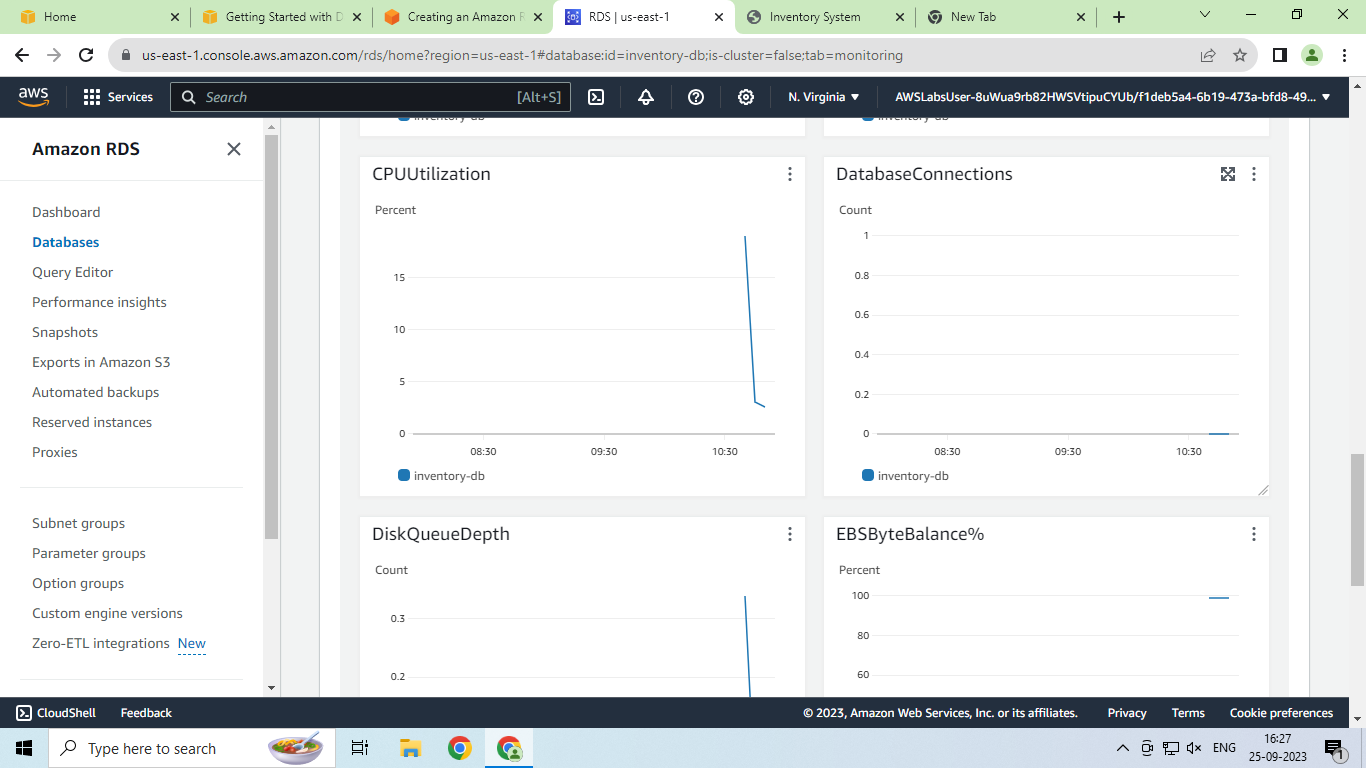 Home
Getting Started with D
Creating an Amazon R
RDS | us-east-1
Inventory System
New Tab
us-east-1.console.aws.amazon.com/rds/home?region=us-east-1#database:id=inventory-db;is-cluster=false;tab=monitoring
aws
Services
Search
[Alt+S]
N. Virginia
AWSLabsUser-8uWua9rb82HWSVtipuCYUb/f1deb5a4-6b19-473a-bfd8-49...
Amazon RDS
Dashboard
Databases
Query Editor
Performance insights
Snapshots
Exports in Amazon S3
Automated backups
Reserved instances
Proxies
Subnet groups
Parameter groups
Option groups
Custom engine versions
Zero-ETL integrations New
inventory-db
inventory-db
CPUUtilization
Percent
15
10
5
0
08:30 09:30 10:30
inventory-db
DatabaseConnections
Count
1
0.8
0.6
0.4
0.2
0
08:30 09:30 10:30
inventory-db
DiskQueueDepth
Count
0.3
0.2
EBSByteBalance%
Percent
100
80
60
CloudShell
Feedback
© 2023, Amazon Web Services, Inc. or its affiliates.
Privacy
Terms
Cookie preferences
Type here to search
ENG
16:27
25-09-2023
1